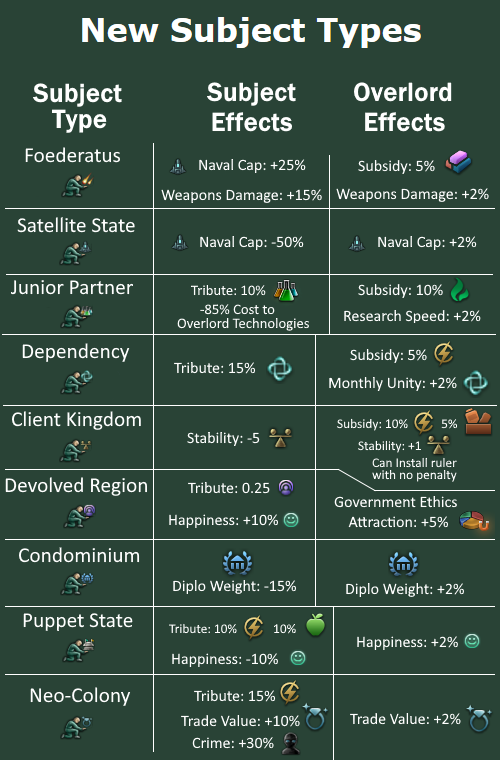 New Subject Types
Subject Type
Subject Effects
Overlord Effects
Foederatus
Naval Cap: +25%
Weapons Damage: +15%
Subsidy: 5%
Weapons Damage: +2%
Satellite State
Naval Cap: -50%
Naval Cap: +2%
Junior Partner
Tribute: 10%
-85% Cost to
Overlord Technologies
Subsidy: 10%
Research Speed: +2%
Dependency
Tribute: 15%
Subsidy: 5%
Monthly Unity: +2%
Client Kingdom
Stability: -5
Subsidy: 10% 5%
Stability: +1
Can Install ruler
with no penalty
Devolved Region
Tribute: 0.25
Happiness: +10%
Government Ethics
Attraction: +5%
Condominium
Diplo Weight: -15%
Diplo Weight: +2%
Puppet State
Tribute: 10% 10%
Happiness: -10%
Happiness: +2%
Neo-Colony
Tribute: 15%
Trade Value: +10%
Crime: +30%
Trade Value: +2%